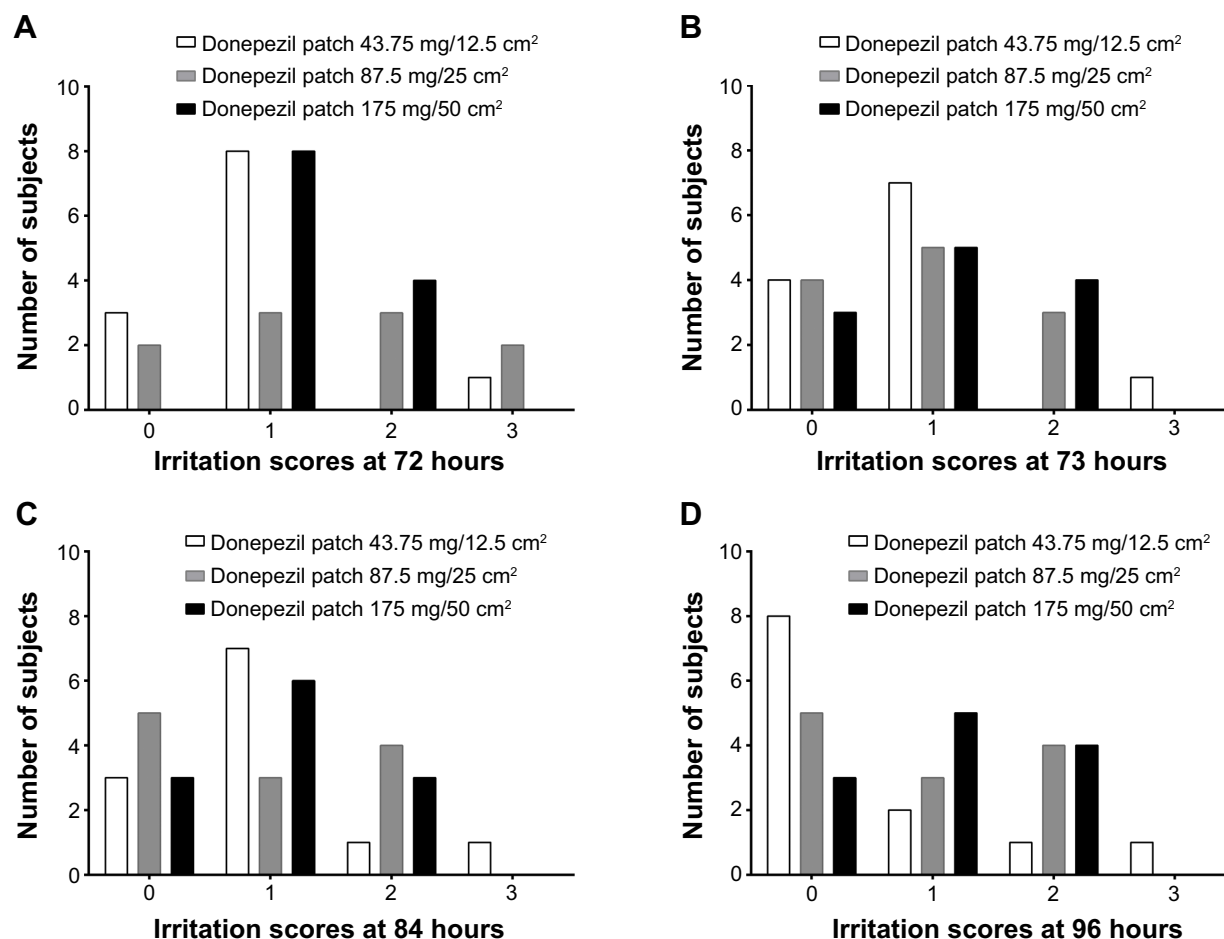 A
Donepezil patch 43.75 mg/12.5 cm²
Donepezil patch 87.5 mg/25 cm²
Donepezil patch 175 mg/50 cm²
Number of subjects
10
8
6
4
2
0
0 1 2 3
Irritation scores at 72 hours
B
Donepezil patch 43.75 mg/12.5 cm²
Donepezil patch 87.5 mg/25 cm²
Donepezil patch 175 mg/50 cm²
Number of subjects
10
8
6
4
2
0
0 1 2 3
Irritation scores at 73 hours
C
Donepezil patch 43.75 mg/12.5 cm²
Donepezil patch 87.5 mg/25 cm²
Donepezil patch 175 mg/50 cm²
Number of subjects
10
8
6
4
2
0
0 1 2 3
Irritation scores at 84 hours
D
Donepezil patch 43.75 mg/12.5 cm²
Donepezil patch 87.5 mg/25 cm²
Donepezil patch 175 mg/50 cm²
Number of subjects
10
8
6
4
2
0
0 1 2 3
Irritation scores at 96 hours